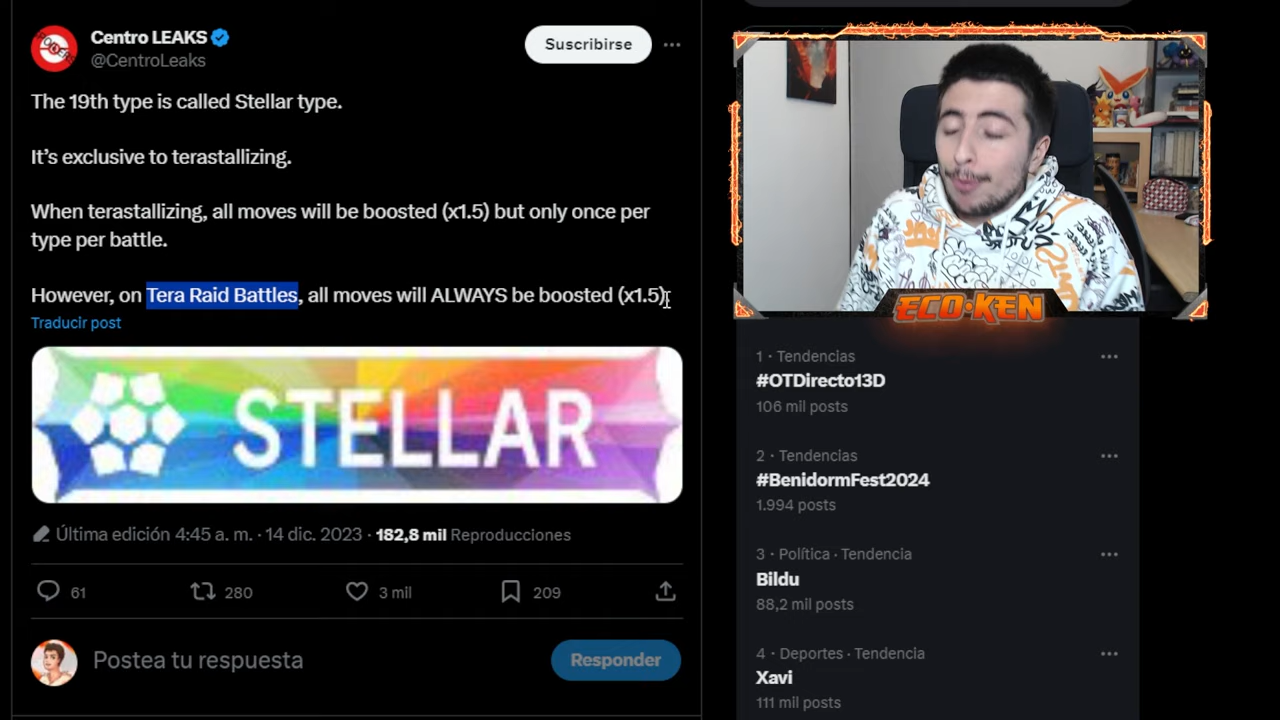 Centro LEAKS
@CentroLeaks
Suscribirse
The 19th type is called Stellar type.
It’s exclusive to terastallizing.
When terastallizing, all moves will be boosted (x1.5) but only once per
type per battle.
However, on Tera Raid Battles, all moves will ALWAYS be boosted (x1.5).
Traducir post
STELLAR
Última edición 4:45 a. m. · 14 dic. 2023 · 182,8 mil Reproducciones
61
280
3 mil
209
Postea tu respuesta
Responder
ECO·KEN
1 · Tendencias
#OTDirecto13D
106 mil posts
2 · Tendencias
#BenidormFest2024
1.994 posts
3 · Política · Tendencia
Bildu
88,2 mil posts
4 · Deportes · Tendencia
Xavi
111 mil posts